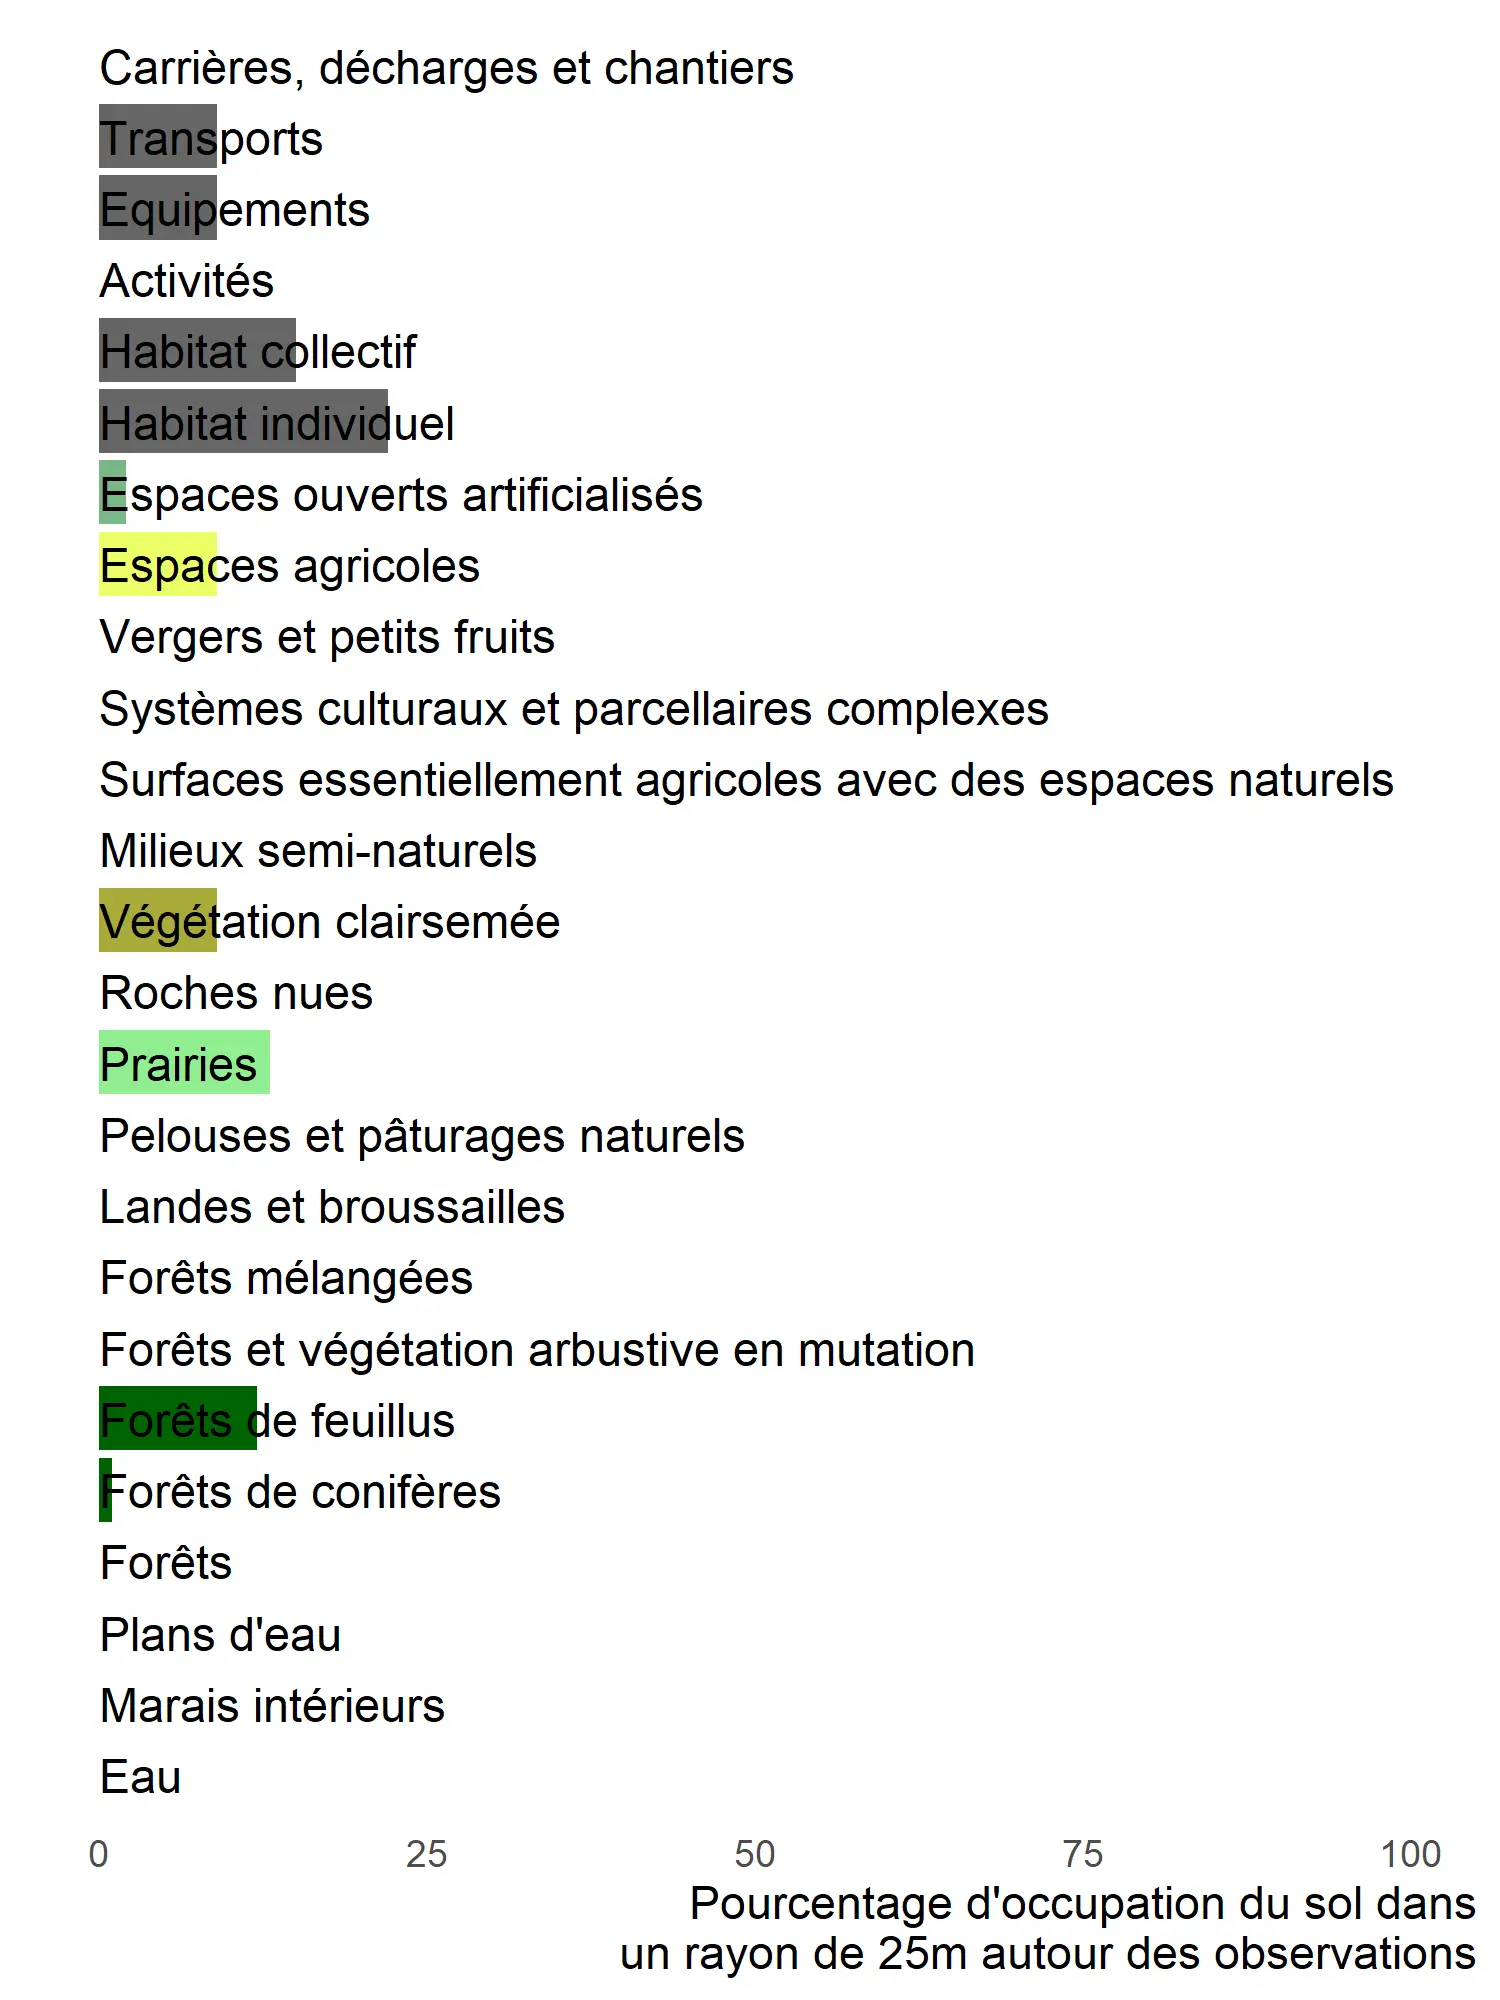 Carrières, décharges et chantiers
Transports
Equipements
Activités
Habitat collectif
Habitat individuel
Espaces ouverts artificialisés
Espaces agricoles
Vergers et petits fruits
Systèmes culturaux et parcellaires complexes
Surfaces essentiellement agricoles avec des espaces naturels
Milieux semi-naturels
Végétation clairsemée
Roches nues
Prairies
Pelouses et pâturages naturels
Landes et broussailles
Forêts mélangées
Forêts et végétation arbustive en mutation
Forêts de feuillus
Forêts de conifères
Forêts
Plans d'eau
Marais intérieurs
Eau
0 25 50 75 100
Pourcentage d'occupation du sol dans
un rayon de 25m autour des observations